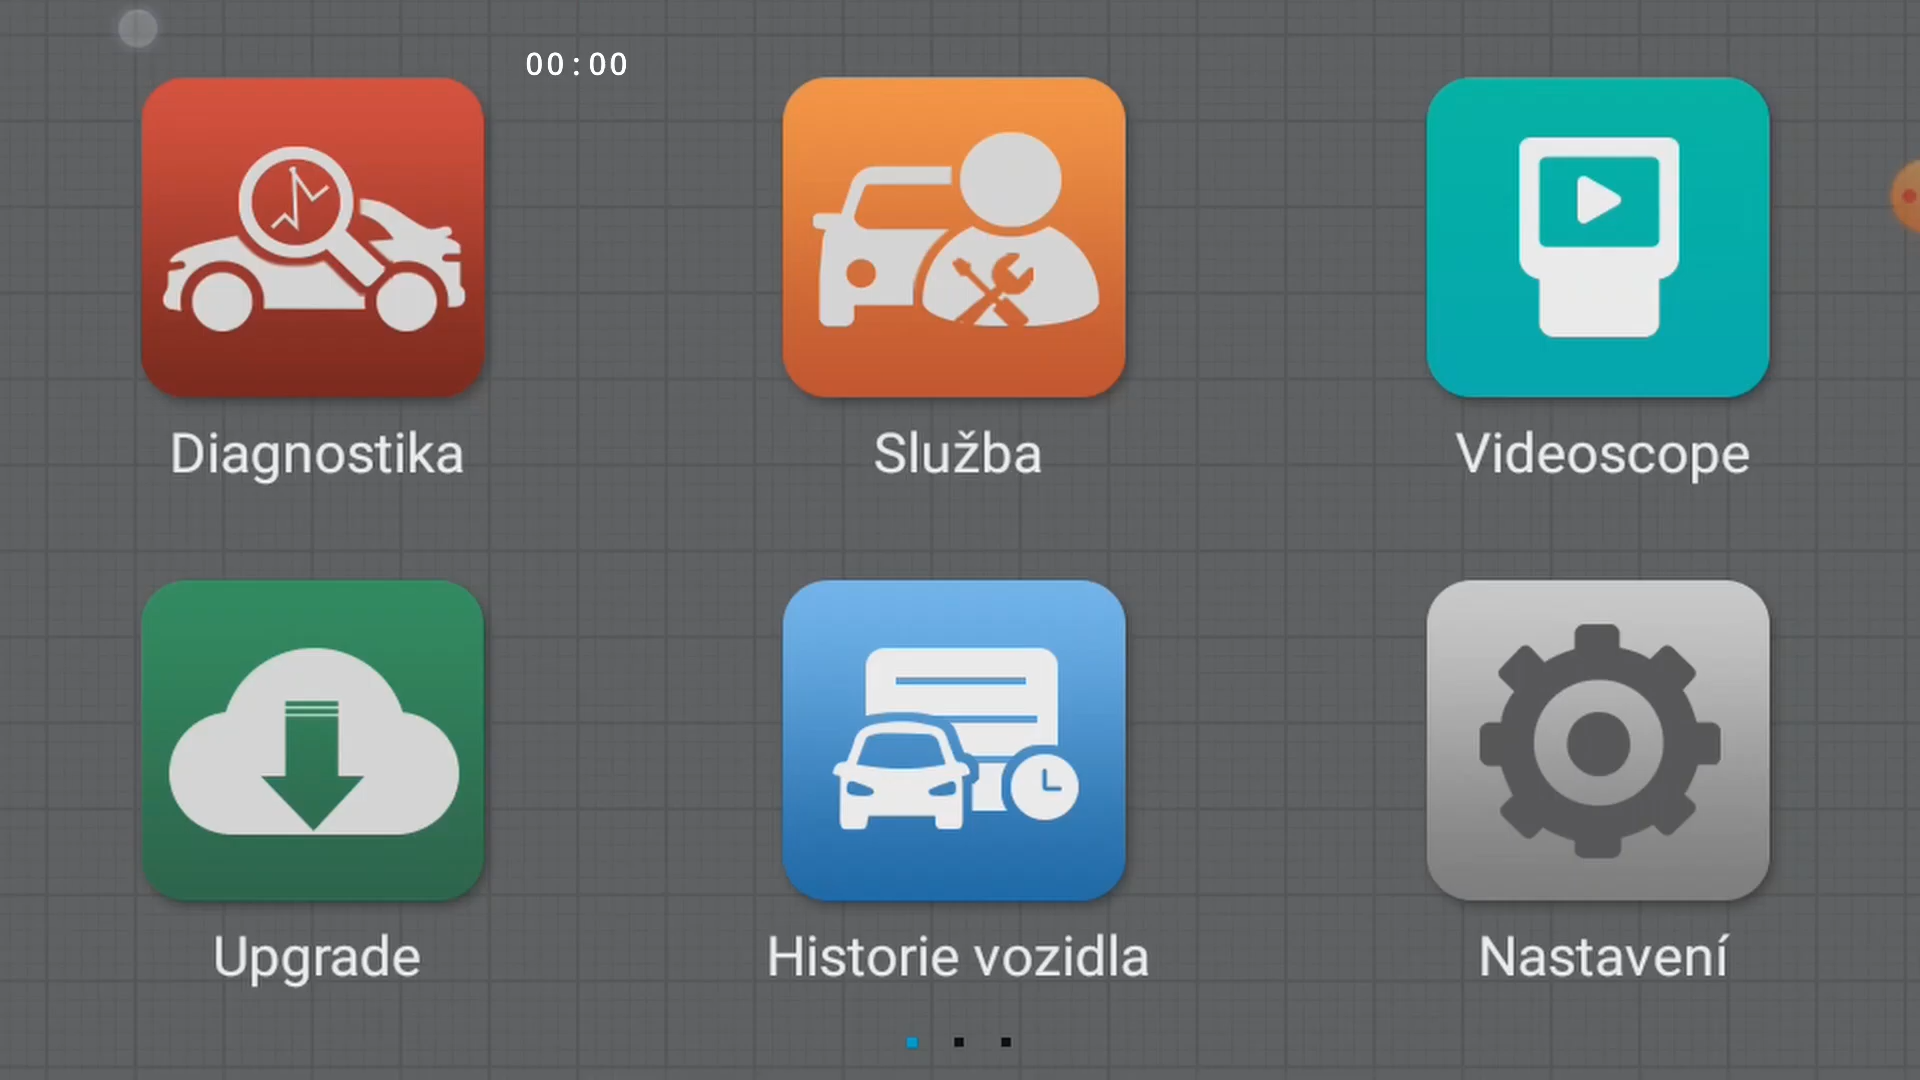 00:00
Diagnostika
Služba
Videoscope
Upgrade
Historie vozidla
Nastavení